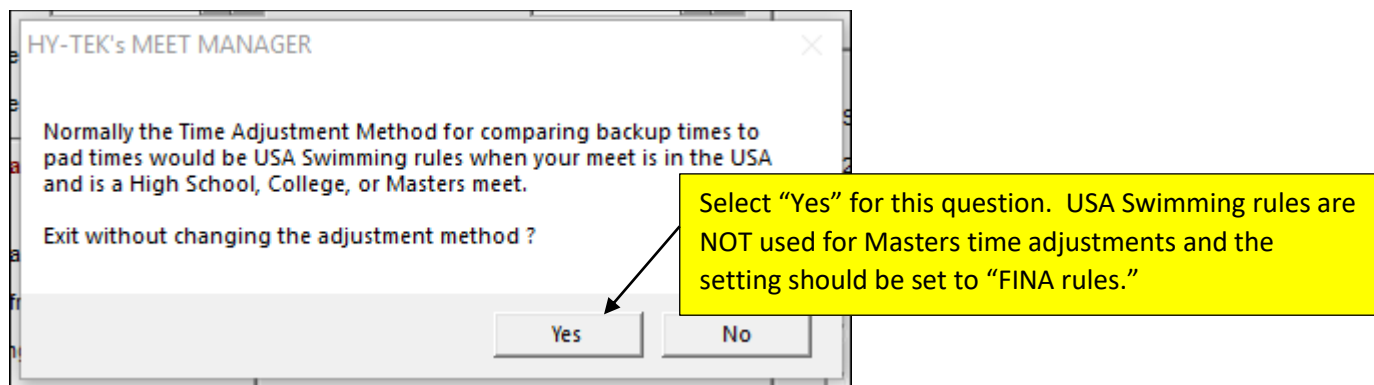 HY-TEK's MEET MANAGER
Normally the Time Adjustment Method for comparing backup times to
pad times would be USA Swimming rules when your meet is in the USA
and is a High School, College, or Masters meet.
Exit without changing the adjustment method ?
Select “Yes” for this question.  USA Swimming rules are
NOT used for Masters time adjustments and the
setting should be set to “FINA rules.”
Yes
No